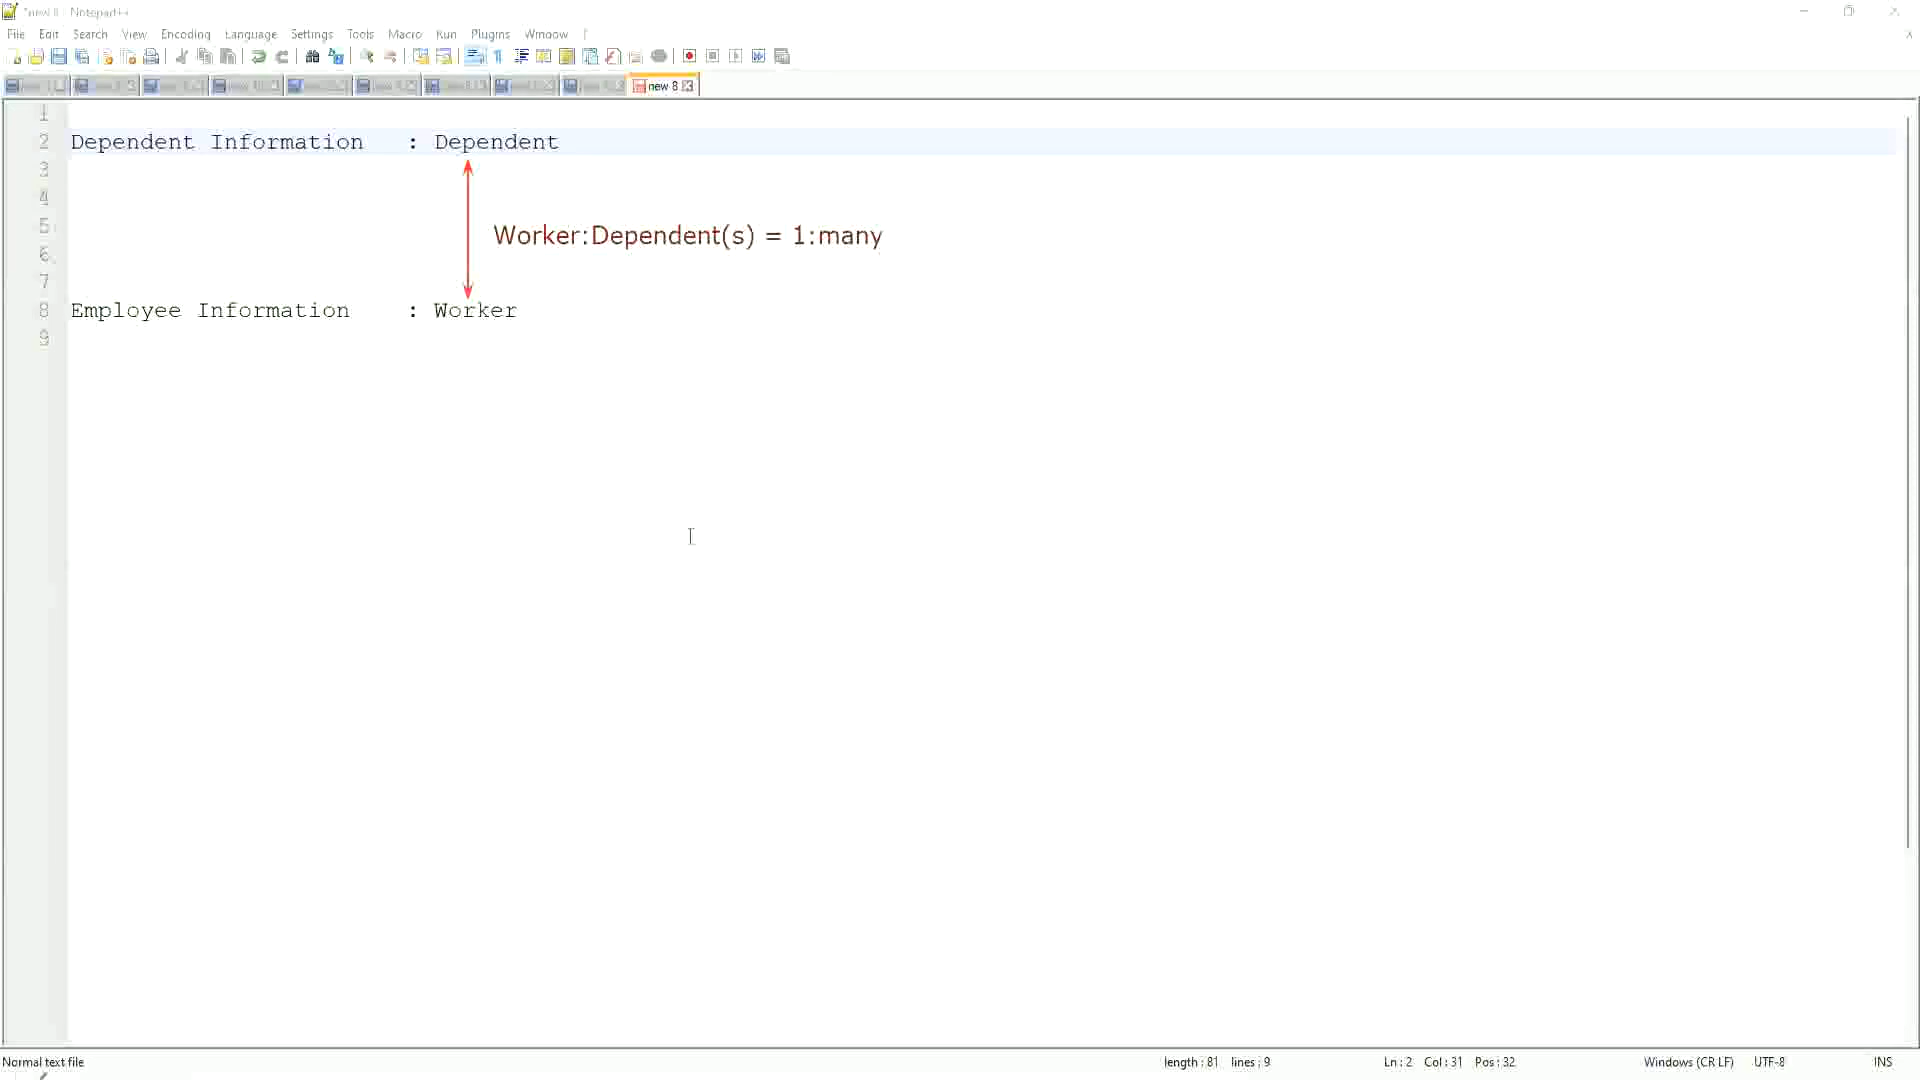 *new 8 - Notepad++
File Edit Search View Encoding Language Settings Tools Macro Run Plugins Window
new 8
1
2 Dependent Information : Dependent
3
4
5 Worker:Dependent(s) = 1:many
6
7
8 Employee Information : Worker
9
Normal text file length : 81 lines : 9 Ln : 2 Col : 31 Pos : 32 Windows (CR LF) UTF-8 INS